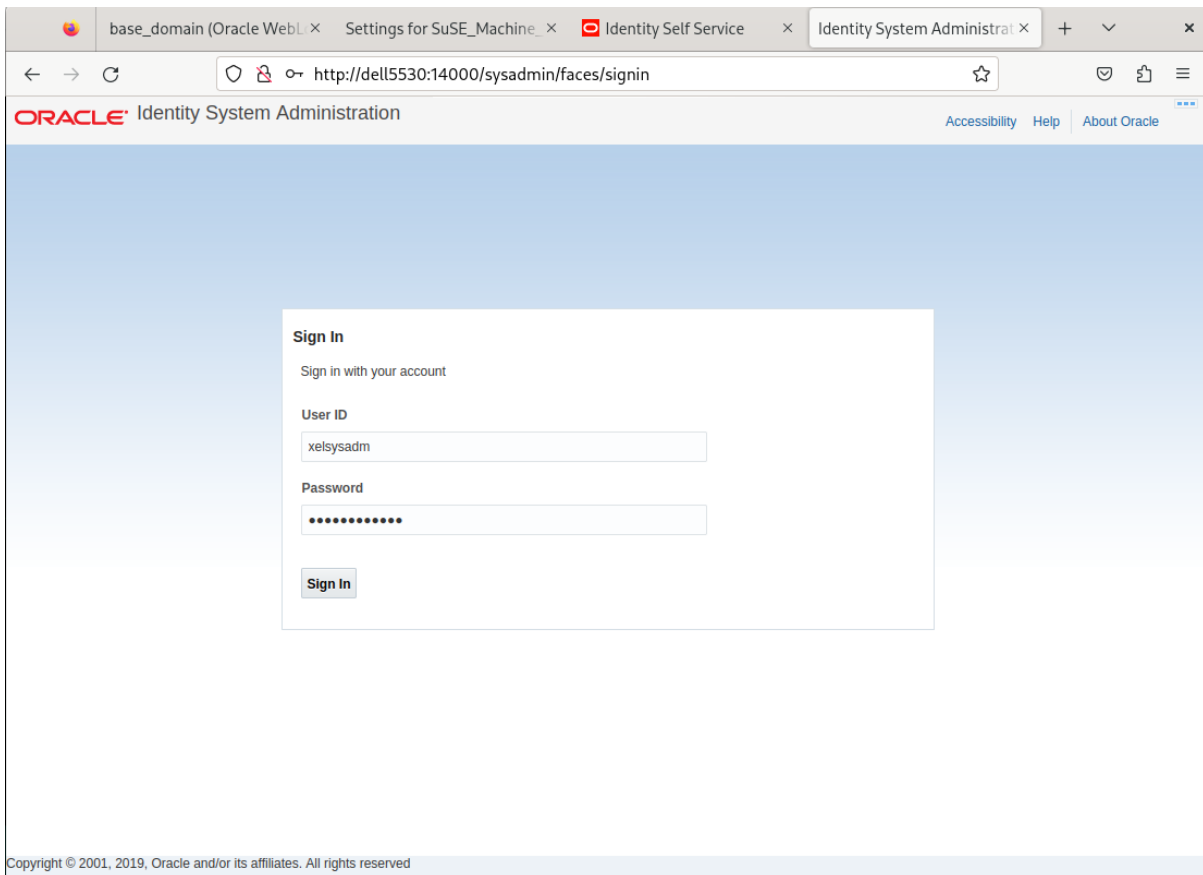 base_domain (Oracle WebLo
Settings for SuSE_Machine_
Identity Self Service
Identity System Administrat
http://dell5530:14000/sysadmin/faces/signin
ORACLE Identity System Administration
Accessibility Help About Oracle
Sign In
Sign in with your account
User ID
xelsysadm
Password
••••••••••••
Sign In
Copyright © 2001, 2019, Oracle and/or its affiliates. All rights reserved